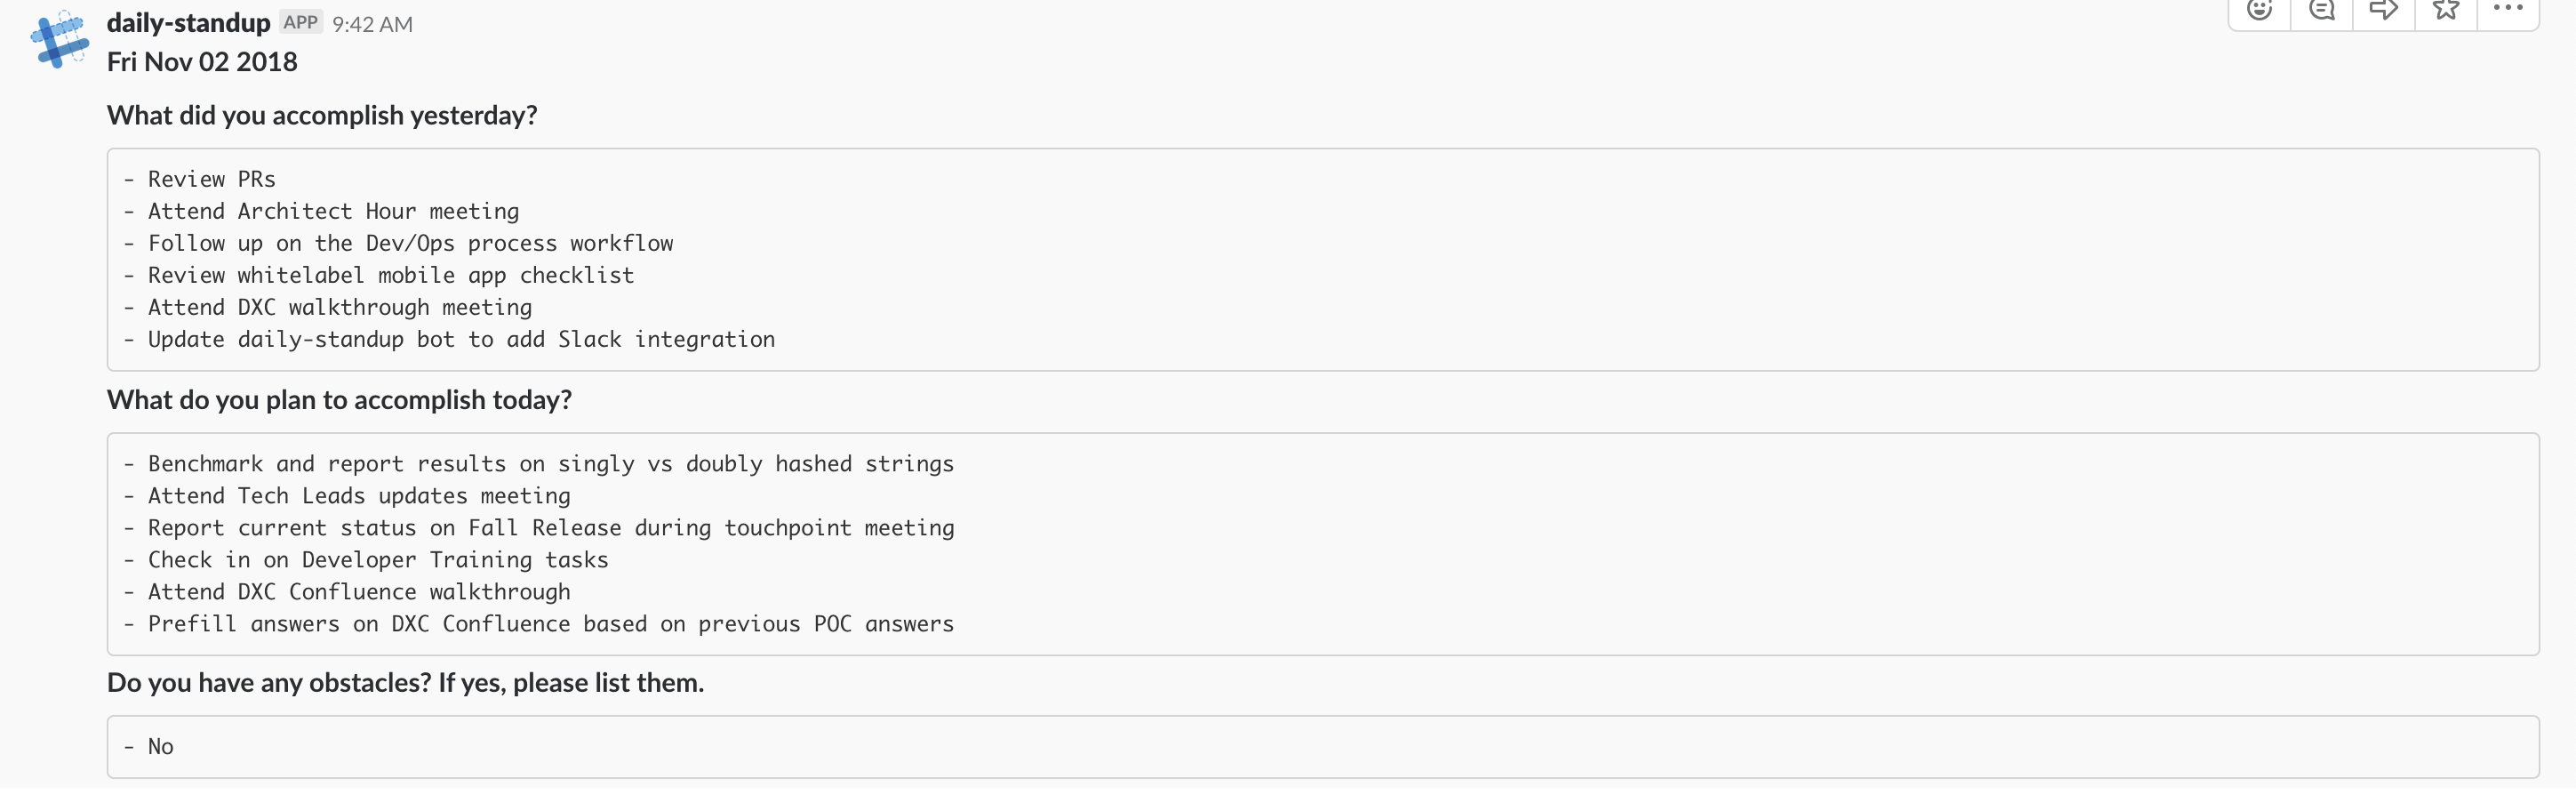 daily-standup APP 9:42 AM
Fri Nov 02 2018
What did you accomplish yesterday?
- Review PRs
- Attend Architect Hour meeting
- Follow up on the Dev/Ops process workflow
- Review whitelabel mobile app checklist
- Attend DXC walkthrough meeting
- Update daily-standup bot to add Slack integration
What do you plan to accomplish today?
- Benchmark and report results on singly vs doubly hashed strings
- Attend Tech Leads updates meeting
- Report current status on Fall Release during touchpoint meeting
- Check in on Developer Training tasks
- Attend DXC Confluence walkthrough
- Prefill answers on DXC Confluence based on previous POC answers
Do you have any obstacles? If yes, please list them.
- No